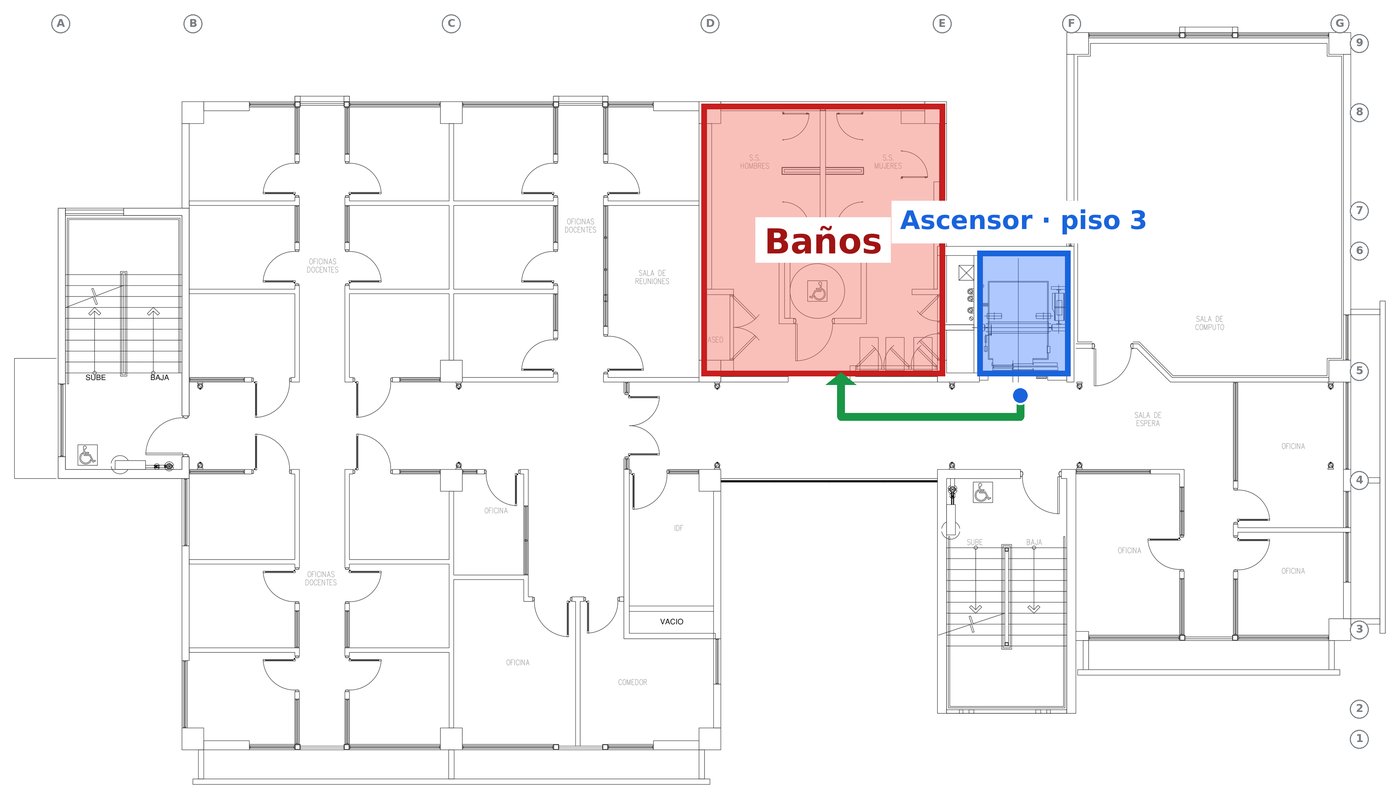 A B C D E F G
9
8
S.S.
HOMBRES
S.S.
MUJERES
7
Ascensor · piso 3
OFICINAS
DOCENTES
Baños
6
OFIDINAS
DOCENTES
SALA DE
REUNIONES
SALA DE
COMPUTO
ASEO
5
SUBE BAJA
SALA DE
ESPERA
OFICINA
4
OFICINA
IDF
SUBE BAJA
OFICINA
OFICINA
OFICINAS
DOCENTES
VACIO
3
OFICINA
COMEDOR
2
1